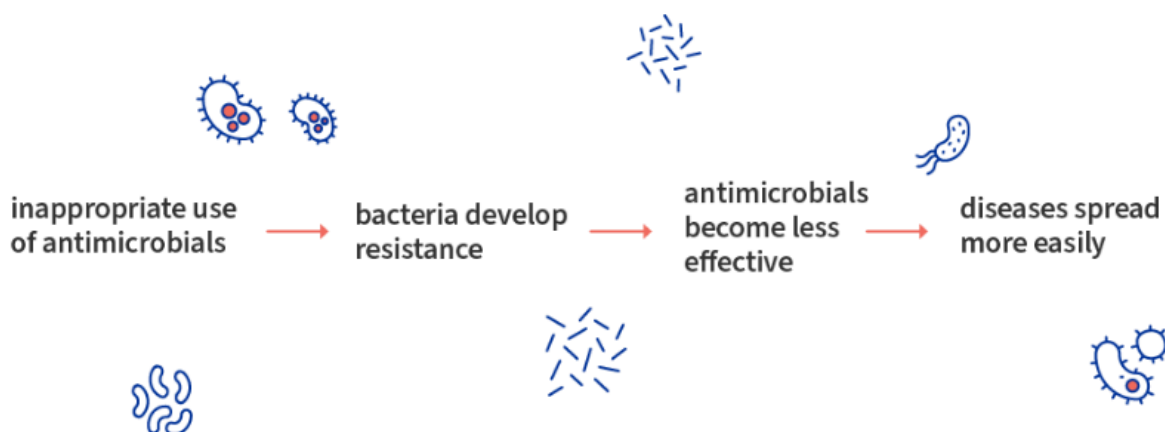 inappropriate use
of antimicrobials
bacteria develop
resistance
antimicrobials
become less
effective
diseases spread
more easily